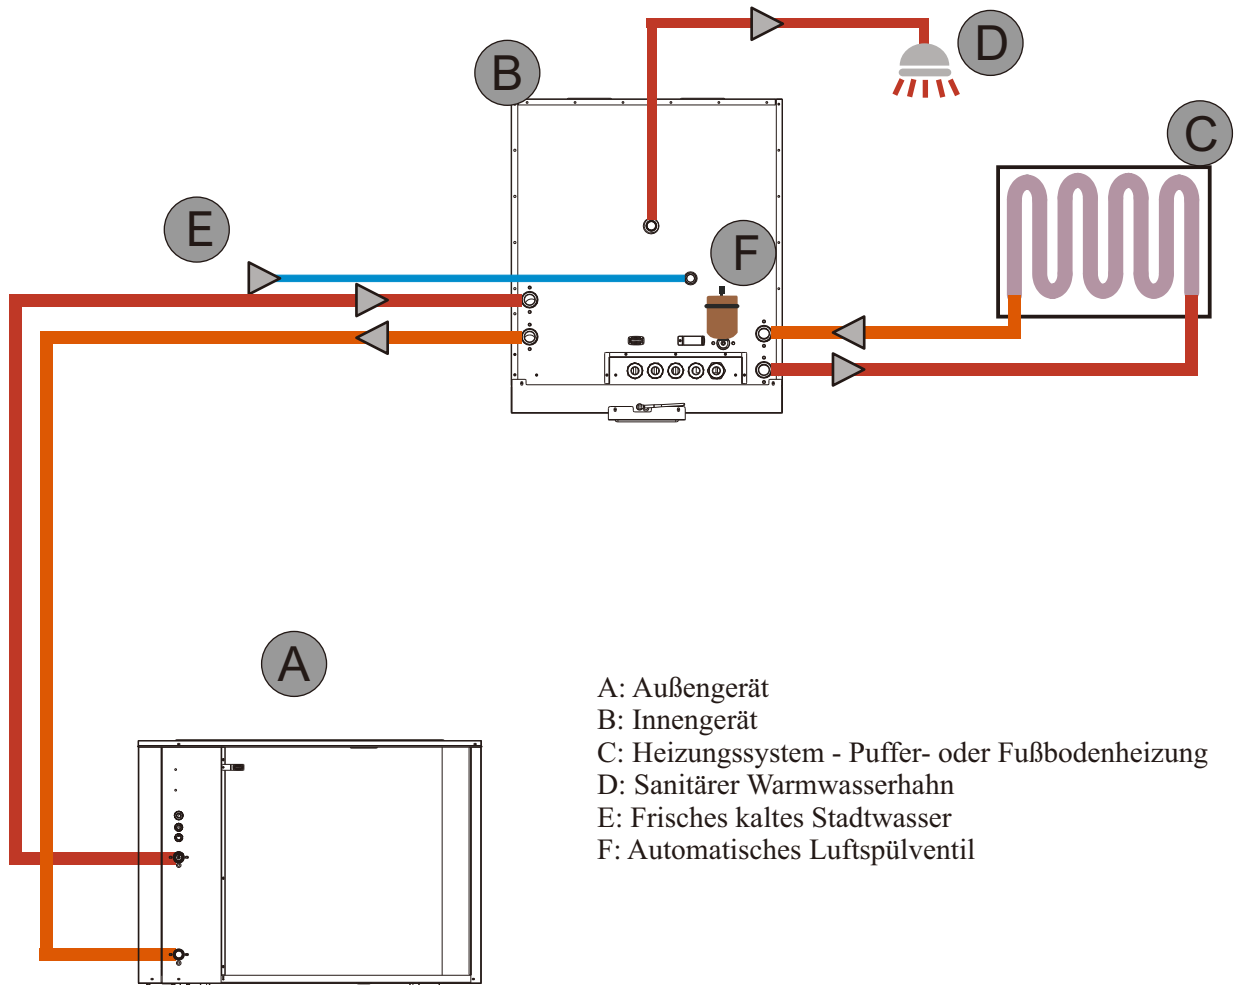 D
B
C
E
F
A
A: Außengerät
B: Innengerät
C: Heizungssystem - Puffer- oder Fußbodenheizung
D: Sanitärer Warmwasserhahn
E: Frisches kaltes Stadtwasser
F: Automatisches Luftspülventil